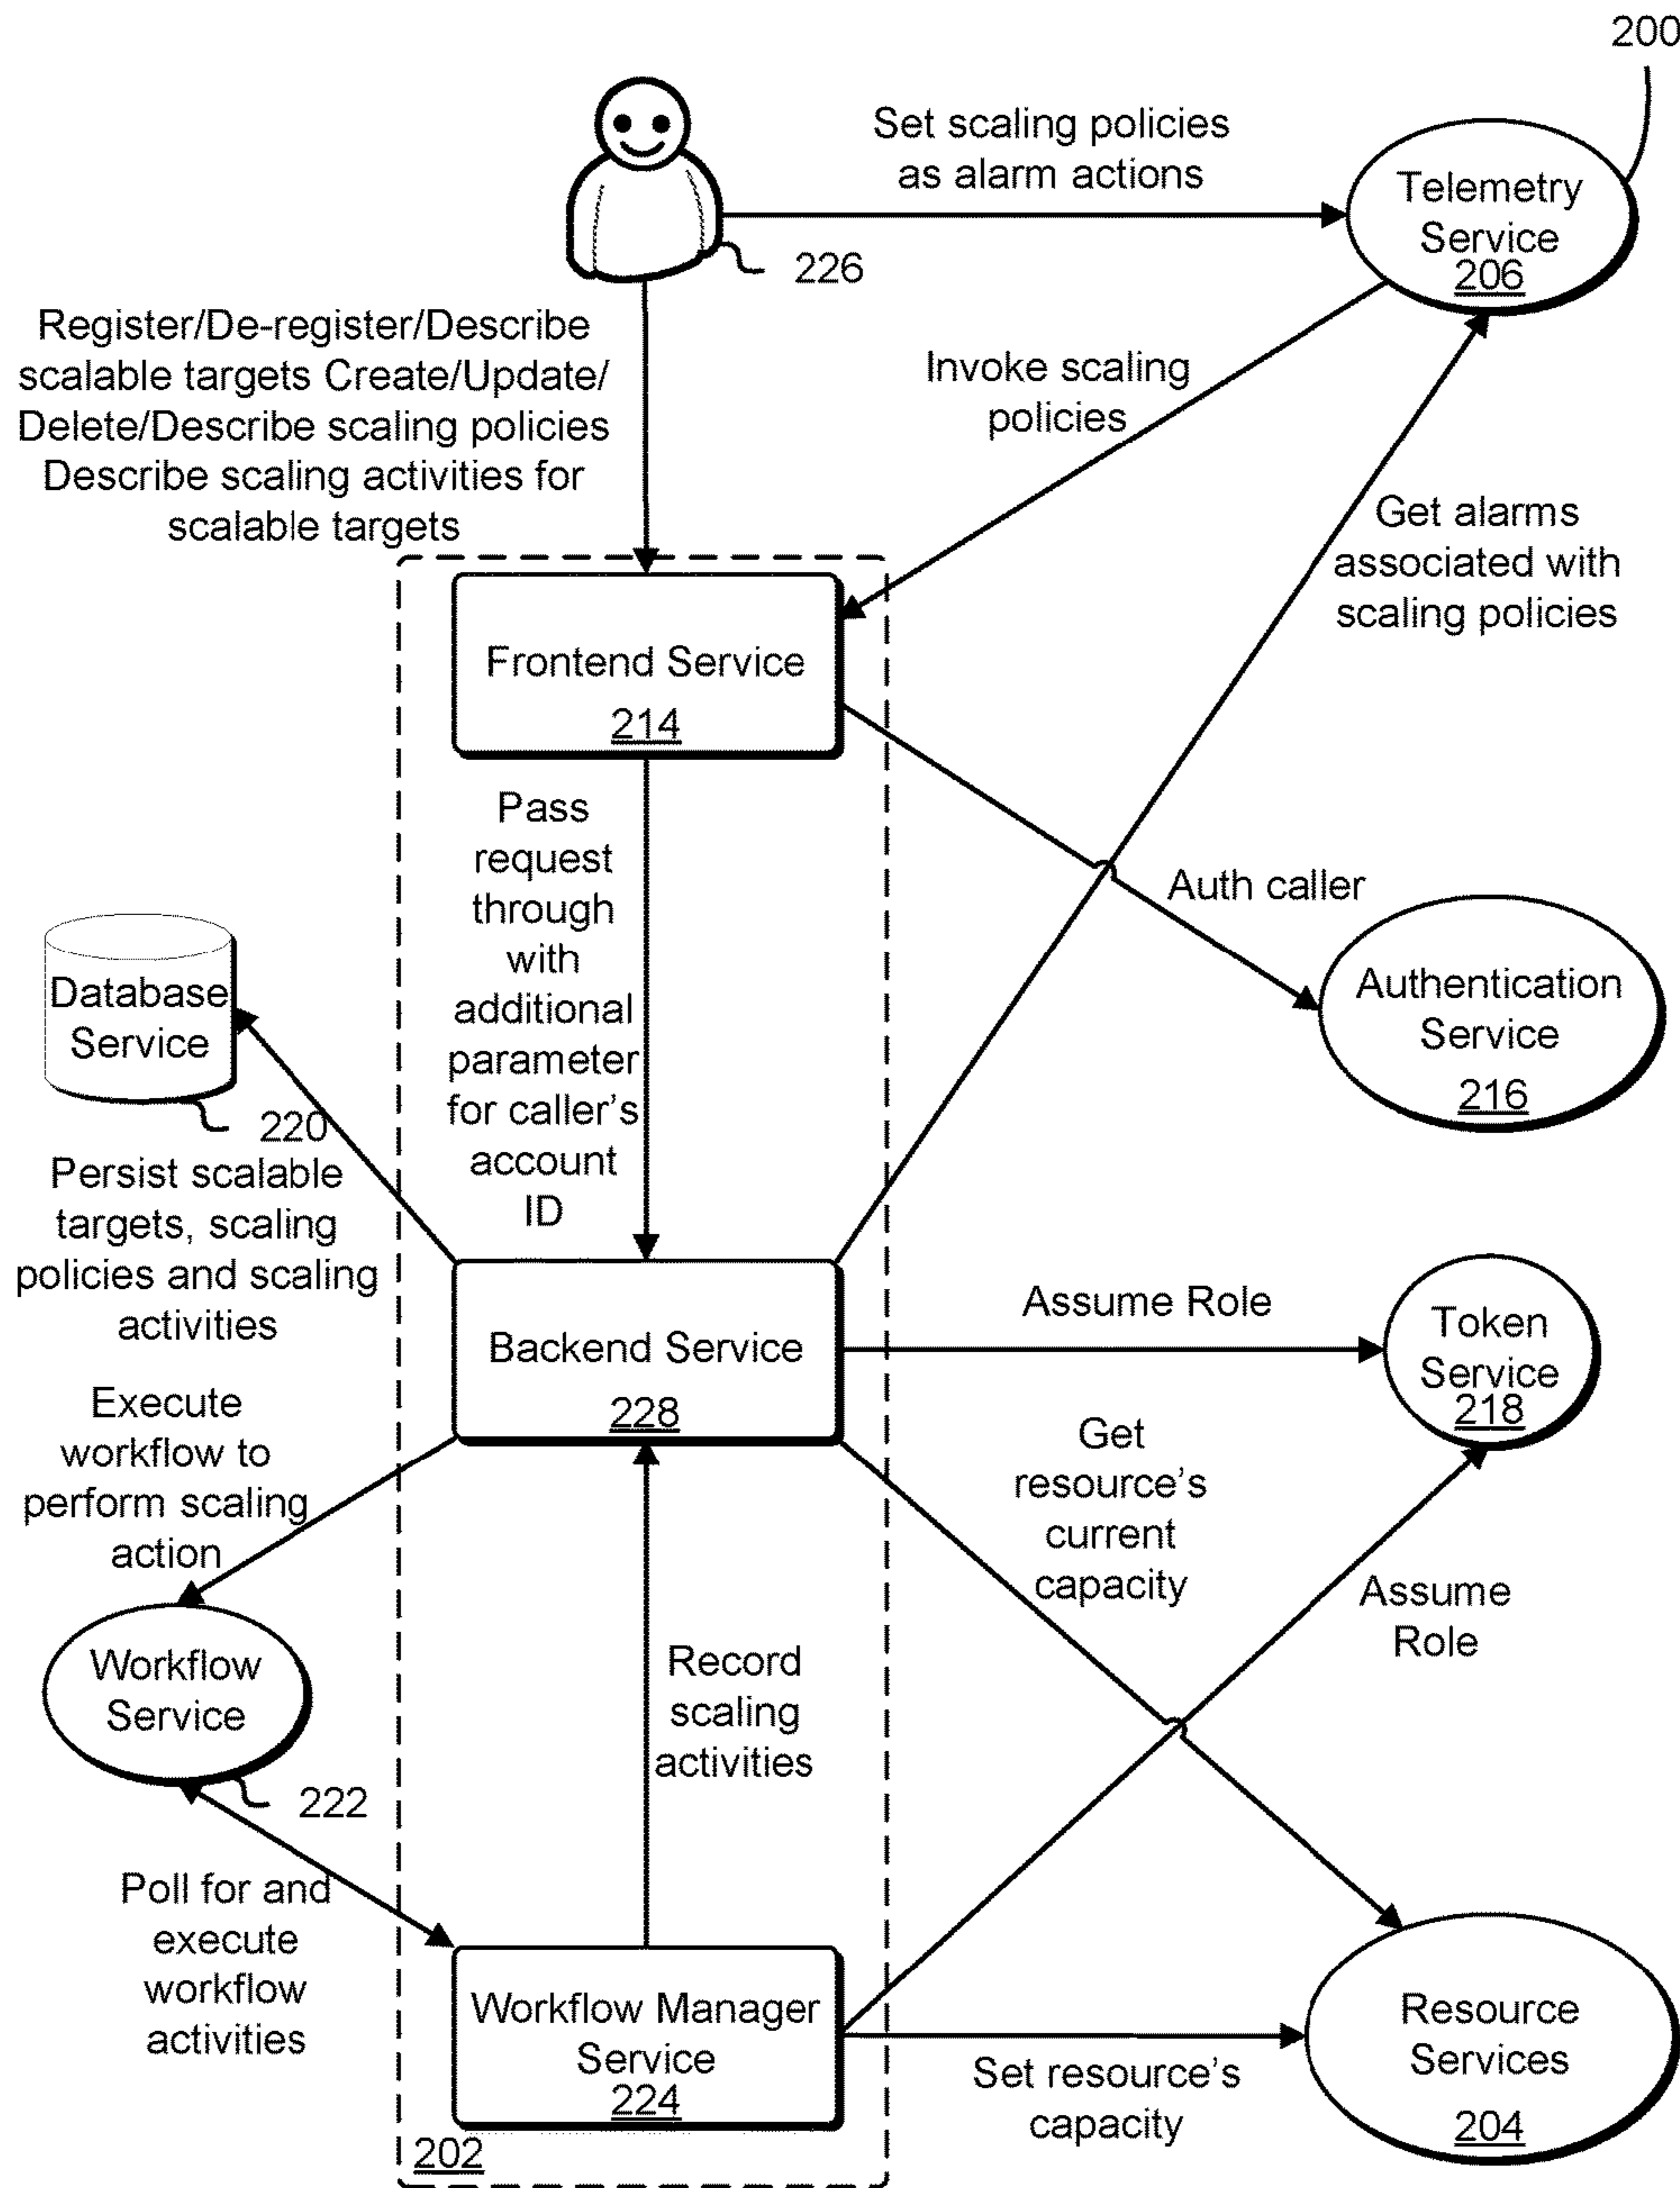 200
Set scaling policies
as alarm actions
Telemetry
Service
206
226
Register/De-register/Describe
scalable targets Create/Update/
Delete/Describe scaling policies
Describe scaling activities for
scalable targets
Invoke scaling
policies
Get alarms
associated with
scaling policies
Frontend Service
214
Pass
request
through
with
additional
parameter
for caller's
account
ID
Auth caller
Authentication
Service
216
Database
Service
220
Persist scalable
targets, scaling
policies and scaling
activities
Backend Service
228
Assume Role
Token
Service
218
Execute
workflow to
perform scaling
action
Get
resource's
current
capacity
Assume
Role
Workflow
Service
222
Record
scaling
activities
Poll for and
execute
workflow
activities
Workflow Manager
Service
224
202
Set resource's
capacity
Resource
Services
204